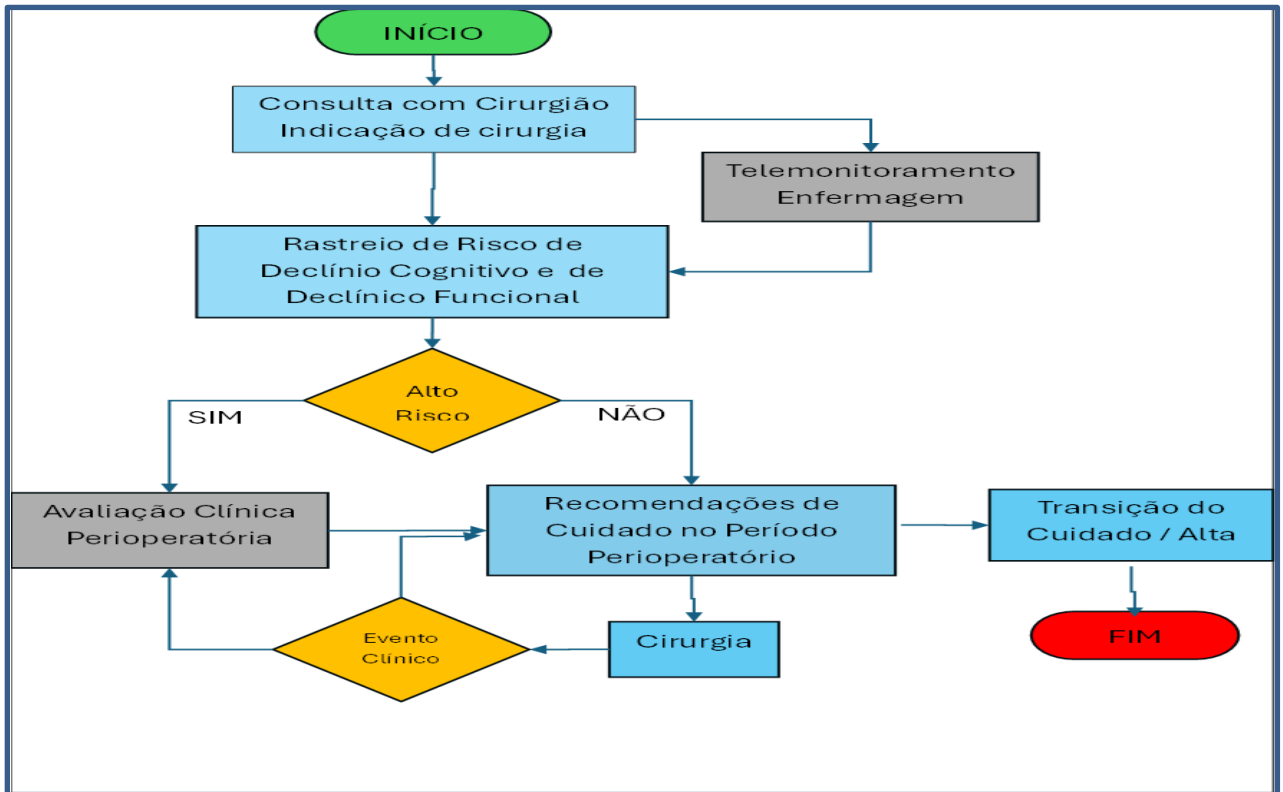 INÍCIO
Consulta com Cirurgião
Indicação de cirurgia
Telemonitoramento
Enfermagem
Rastreio de Risco de
Declínio Cognitivo e de
Declínico Funcional
Alto
Risco
SIM
NÃO
Avaliação Clínica
Perioperatória
Recomendações de
Cuidado no Período
Perioperatório
Transição do
Cuidado / Alta
Evento
Clínico
Cirurgia
FIM